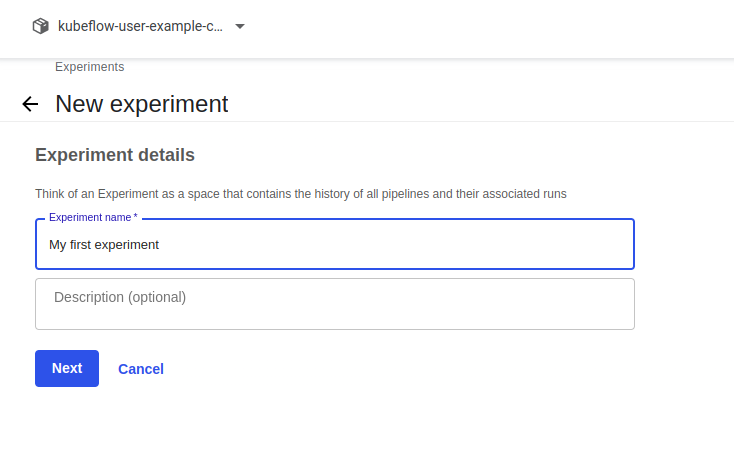 kubeflow-user-example-c...
Experiments
New experiment
Experiment details
Think of an Experiment as a space that contains the history of all pipelines and their associated runs
Experiment name *
My first experiment
Description (optional)
Next Cancel